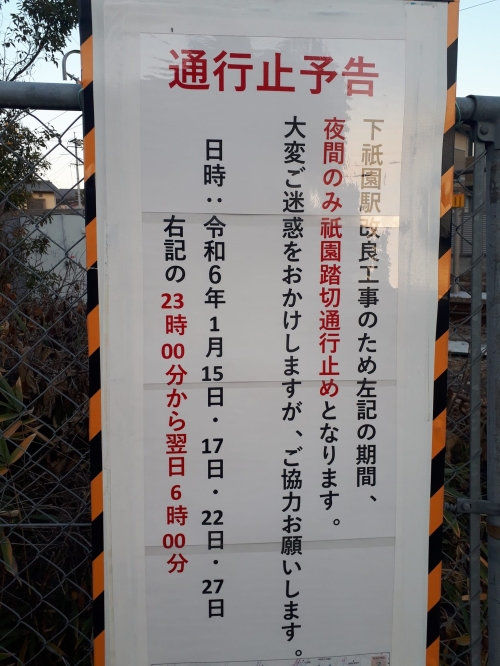 通行止予告
下祇園駅改良工事のため左記の期間、
夜間のみ祇園踏切通行止めとなります。
大変ご迷惑をおかけしますが、ご協力お願いします。
日時：令和6年1月15日・17日・22日・27日
右記の23時00分から翌日6時00分